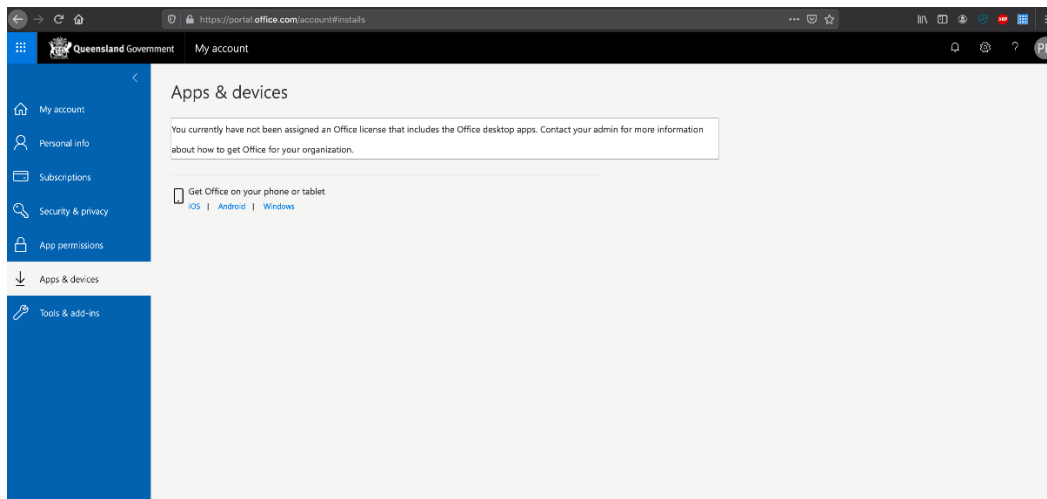 https://portal.office.com/account#installs
Queensland Government My account
Apps & devices
My account
You currently have not been assigned an Office license that includes the Office desktop apps. Contact your admin for more information
about how to get Office for your organization.
Personal info
Subscriptions
Get Office on your phone or tablet
iOS | Android | Windows
Security & privacy
App permissions
Apps & devices
Tools & add-ins